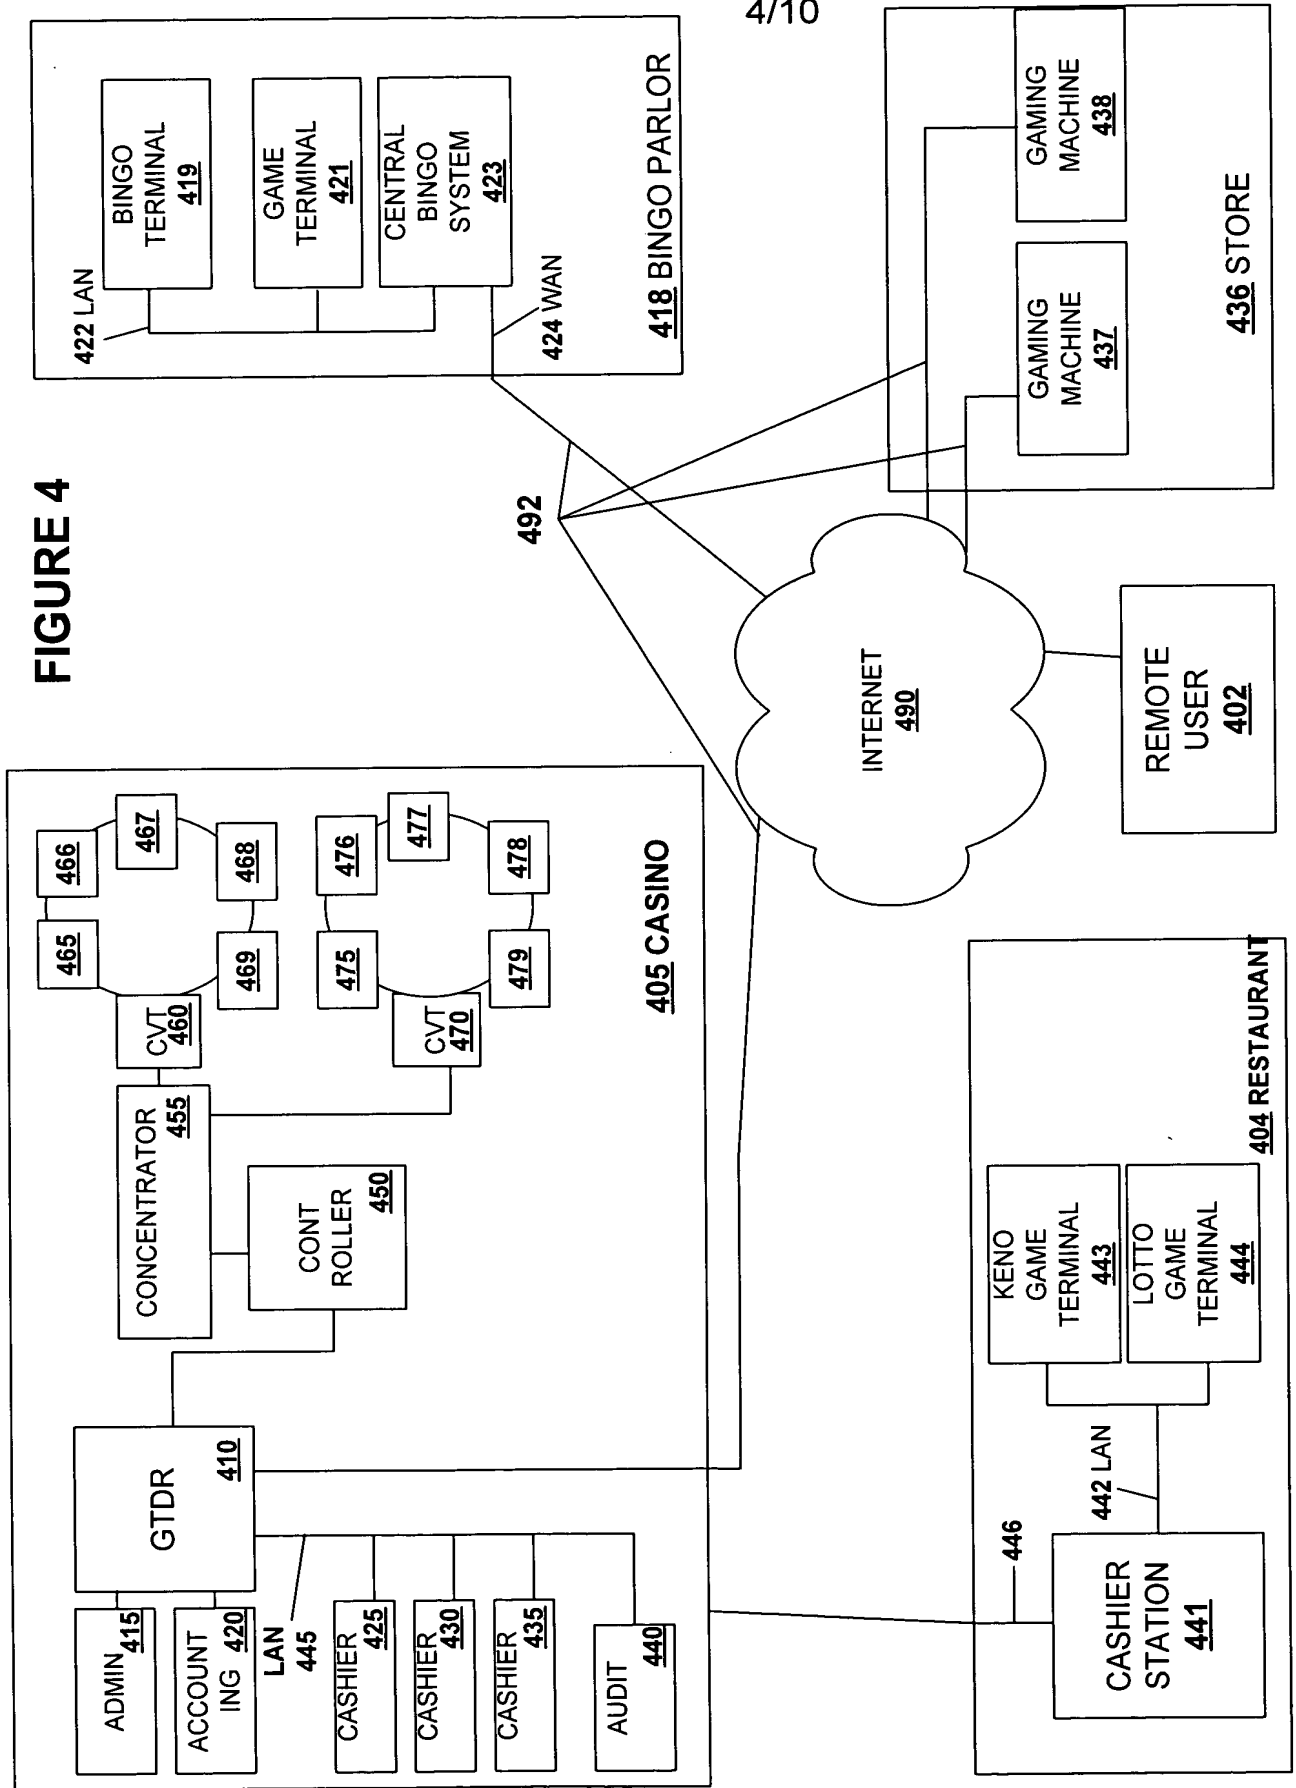 4/10
FIGURE 4
405 CASINO
ADMIN
415
ACCOUNT
ING
420
GTDR
410
LAN
445
CASHIER
425
CASHIER
430
CASHIER
435
AUDIT
440
CONT
ROLLER
450
CONCENTRATOR
455
CVT
460
465
466
467
468
469
CVT
470
475
476
477
478
479
418 BINGO PARLOR
422 LAN
BINGO
TERMINAL
419
GAME
TERMINAL
421
CENTRAL
BINGO
SYSTEM
423
424 WAN
492
INTERNET
490
404 RESTAURANT
446
CASHIER
STATION
441
442 LAN
KENO
GAME
TERMINAL
443
LOTTO
GAME
TERMINAL
444
REMOTE
USER
402
436 STORE
GAMING
MACHINE
437
GAMING
MACHINE
438